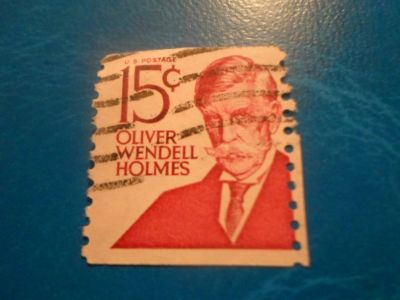 U S POSTAGE
15¢
OLIVER
WENDELL
HOLMES